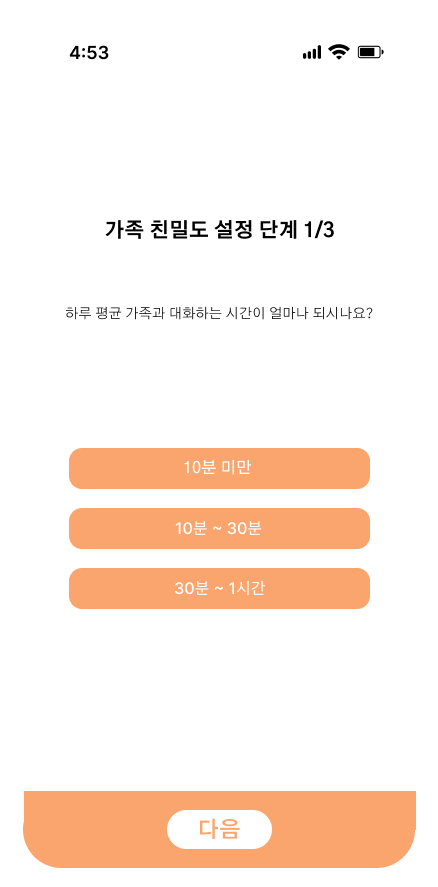 4:53
가족 친밀도 설정 단계 1/3
하루 평균 가족과 대화하는 시간이 얼마나 되시나요?
10분 미만
10분 ~ 30분
30분 ~ 1시간
다음